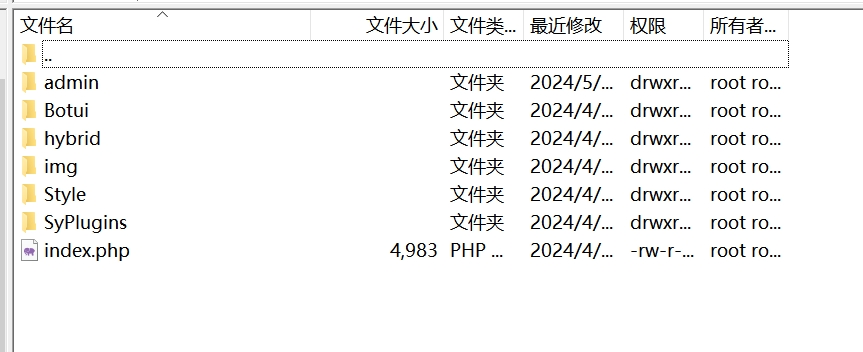 文件名 文件大小 文件类... 最近修改 权限 所有者...
..
admin 文件夹 2024/5/... drwxr... root ro...
Botui 文件夹 2024/4/... drwxr... root ro...
hybrid 文件夹 2024/4/... drwxr... root ro...
img 文件夹 2024/4/... drwxr... root ro...
Style 文件夹 2024/4/... drwxr... root ro...
SyPlugins 文件夹 2024/4/... drwxr... root ro...
index.php 4,983 PHP ... 2024/4/... -rw-r-... root ro...